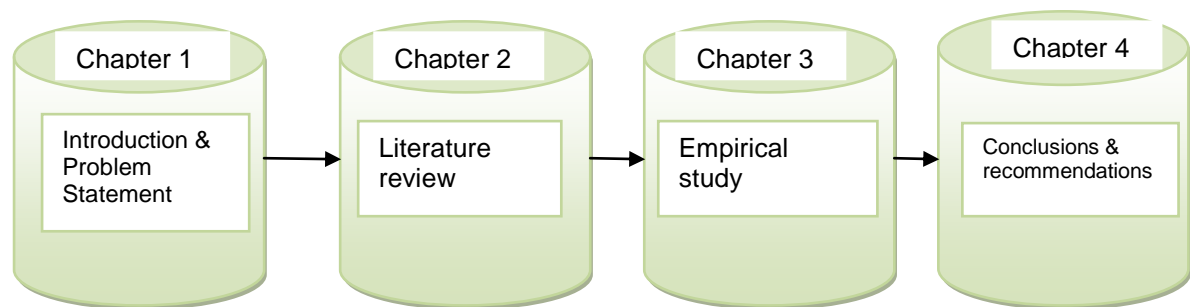 Chapter 1
Introduction &
Problem
Statement
Chapter 2
Literature
review
Chapter 3
Empirical
study
Chapter 4
Conclusions &
recommendations